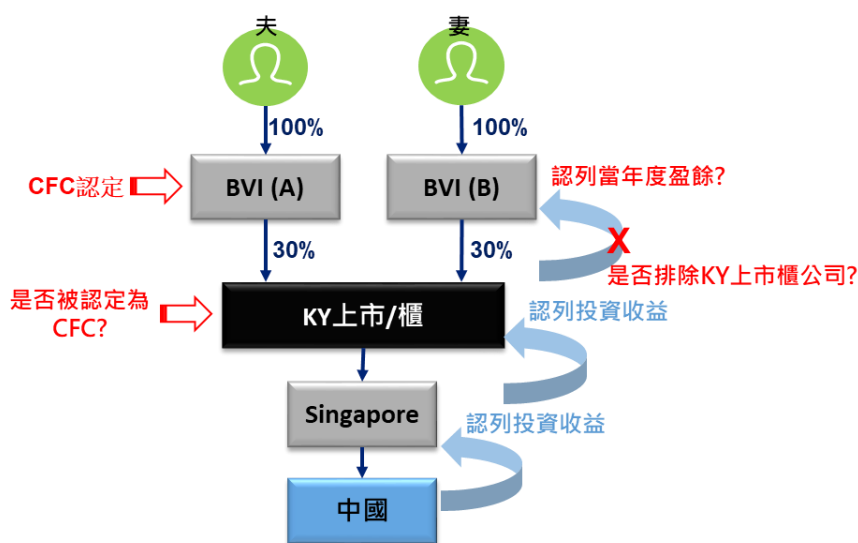 夫
妻
100%
100%
CFC認定
BVI (A)
BVI (B)
認列當年度盈餘?
30%
30%
X
是否排除KY上市櫃公司?
是否被認定為
CFC?
KY上市/櫃
認列投資收益
Singapore
認列投資收益
中國